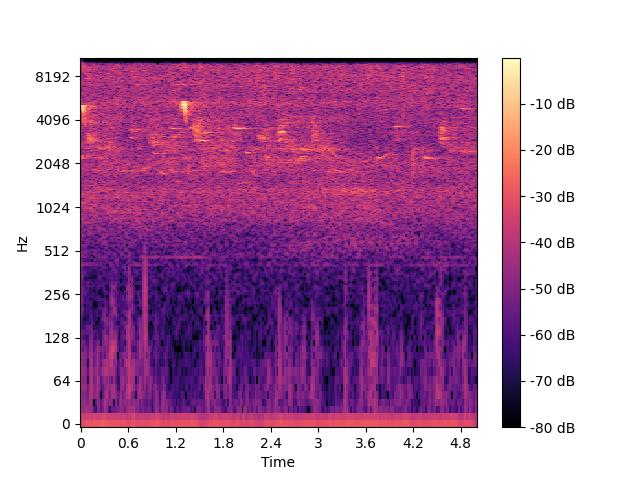 8192
4096
2048
1024
512
256
128
64
0
Hz
0 0.6 1.2 1.8 2.4 3 3.6 4.2 4.8
Time
-10 dB
-20 dB
-30 dB
-40 dB
-50 dB
-60 dB
-70 dB
-80 dB